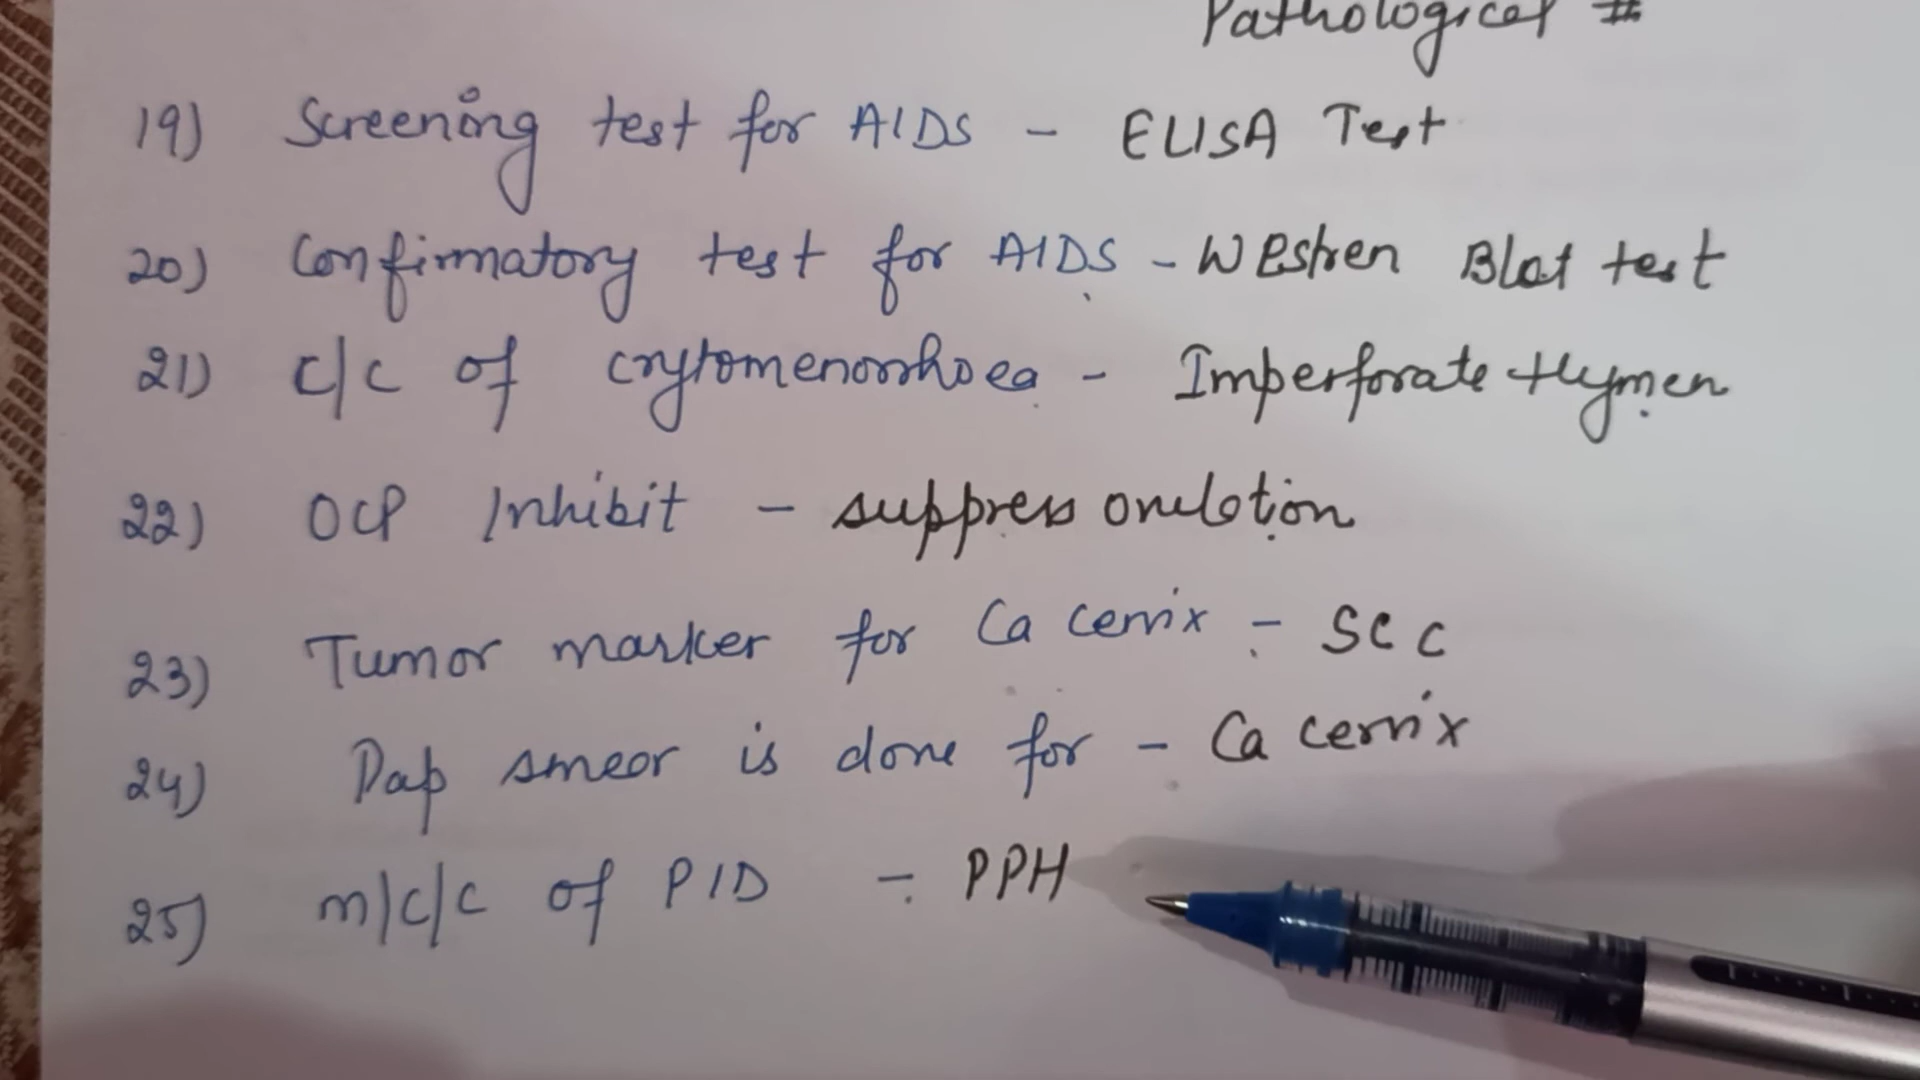 Pathological #
19) Screening test for AIDS - ELISA Test
20) Confirmatory test for AIDS - WEstren Blot test
21) c/c of crytomenorrhoea - Imperforate Hymen
22) OCP Inhibit - suppress ovulation
23) Tumor marker for Ca cervix - SCC
24) Pap smear is done for - Ca cervix
25) m/c/c of PID - PPH